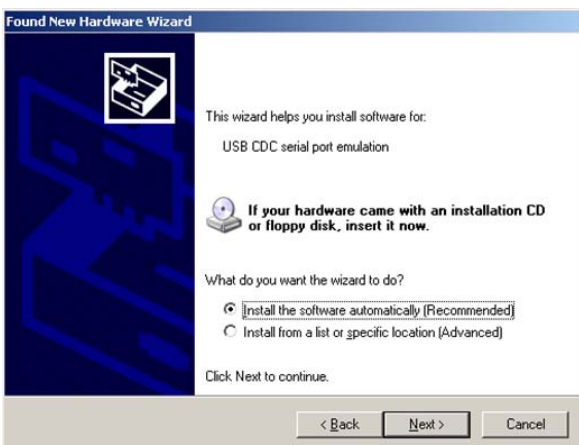 Found New Hardware Wizard
This wizard helps you install software for:
USB CDC serial port emulation
If your hardware came with an installation CD
or floppy disk, insert it now.
What do you want the wizard to do?
Install the software automatically (Recommended)
Install from a list or specific location (Advanced)
Click Next to continue.
< Back Next > Cancel